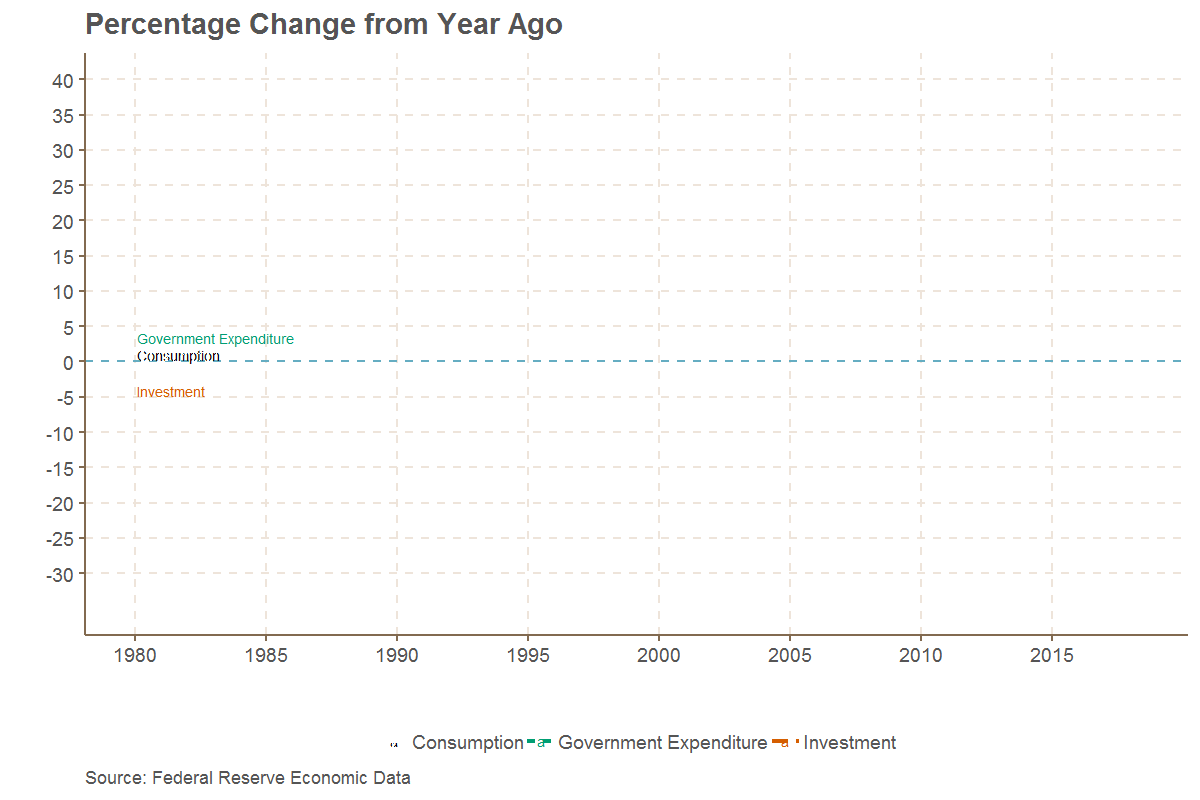 Percentage Change from Year Ago
40
35
30
25
20
15
10
5
Government Expenditure
Consumption
0
Investment
-5
-10
-15
-20
-25
-30
1980 1985 1990 1995 2000 2005 2010 2015
Consumption a Government Expenditure a Investment
Source: Federal Reserve Economic Data